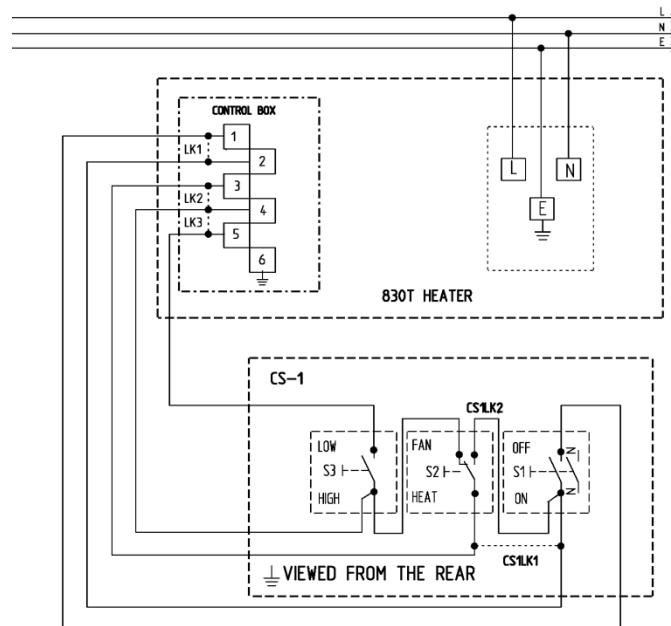 L
N
E
CONTROL BOX
1
LK1
2
3
LK2
4
LK3
5
6
L
N
E
830T HEATER
CS-1
CS1LK2
LOW
S3
HIGH
FAN
S2
HEAT
OFF
N
S1
ON
N
CS1LK1
VIEWED FROM THE REAR